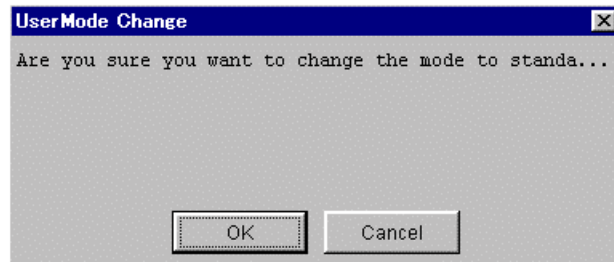 UserMode Change
Are you sure you want to change the mode to standa...
OK
Cancel